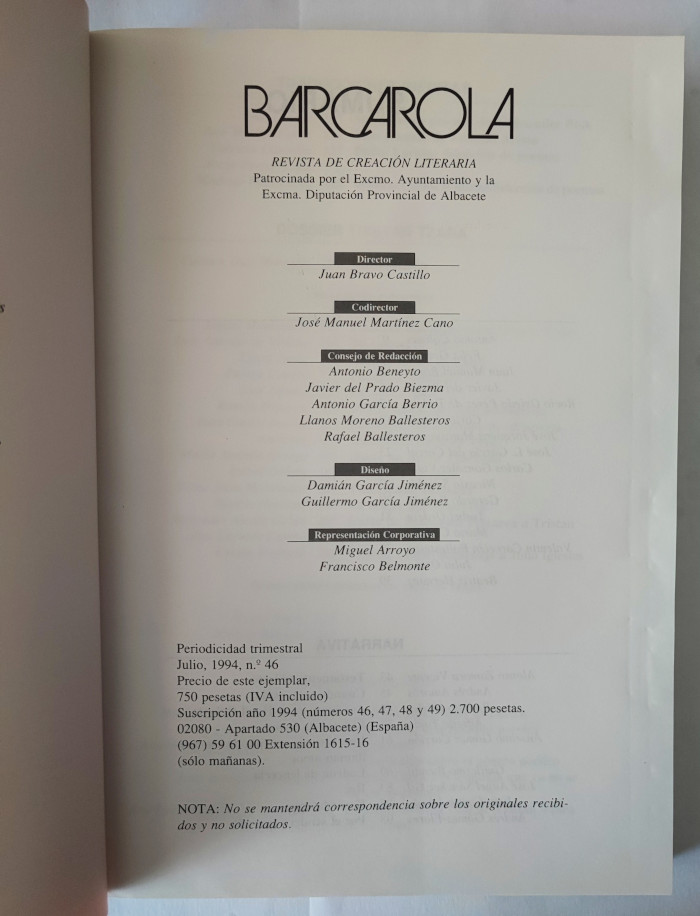 BARCAROLA
REVISTA DE CREACIÓN LITERARIA
Patrocinada por el Excmo. Ayuntamiento y la
Excma. Diputación Provincial de Albacete
Director
Juan Bravo Castillo
Codirector
José Manuel Martínez Cano
Consejo de Redacción
Antonio Beneyto
Javier del Prado Biezma
Antonio García Berrio
Llanos Moreno Ballesteros
Rafael Ballesteros
Diseño
Damián García Jiménez
Guillermo García Jiménez
Representación Corporativa
Miguel Arroyo
Francisco Belmonte
Periodicidad trimestral
Julio, 1994, n.º 46
Precio de este ejemplar,
750 pesetas (IVA incluido)
Suscripción año 1994 (números 46, 47, 48 y 49) 2.700 pesetas.
02080 - Apartado 530 (Albacete) (España)
(967) 59 61 00 Extensión 1615-16
(sólo mañanas).
NOTA: No se mantendrá correspondencia sobre los originales recibi-
dos y no solicitados.